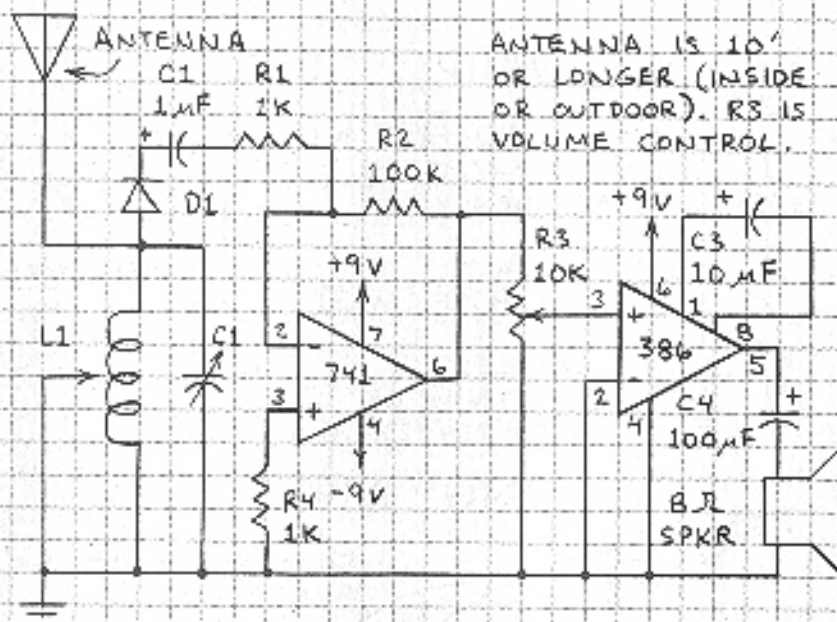 ANTENNA
ANTENNA IS 10'
OR LONGER (INSIDE
OR OUTDOOR). R3 IS
VOLUME CONTROL.
C1
1µF
+
R1
1K
R2
100K
D1
+9V
R3
10K
+9V
+
C3
10µF
L1
C1
2
-
7
741
6
3
+
4
-9V
R4
1K
3
+
6
1
8
386
5
2
-
4
C4
100µF
+
8Ω
SPKR